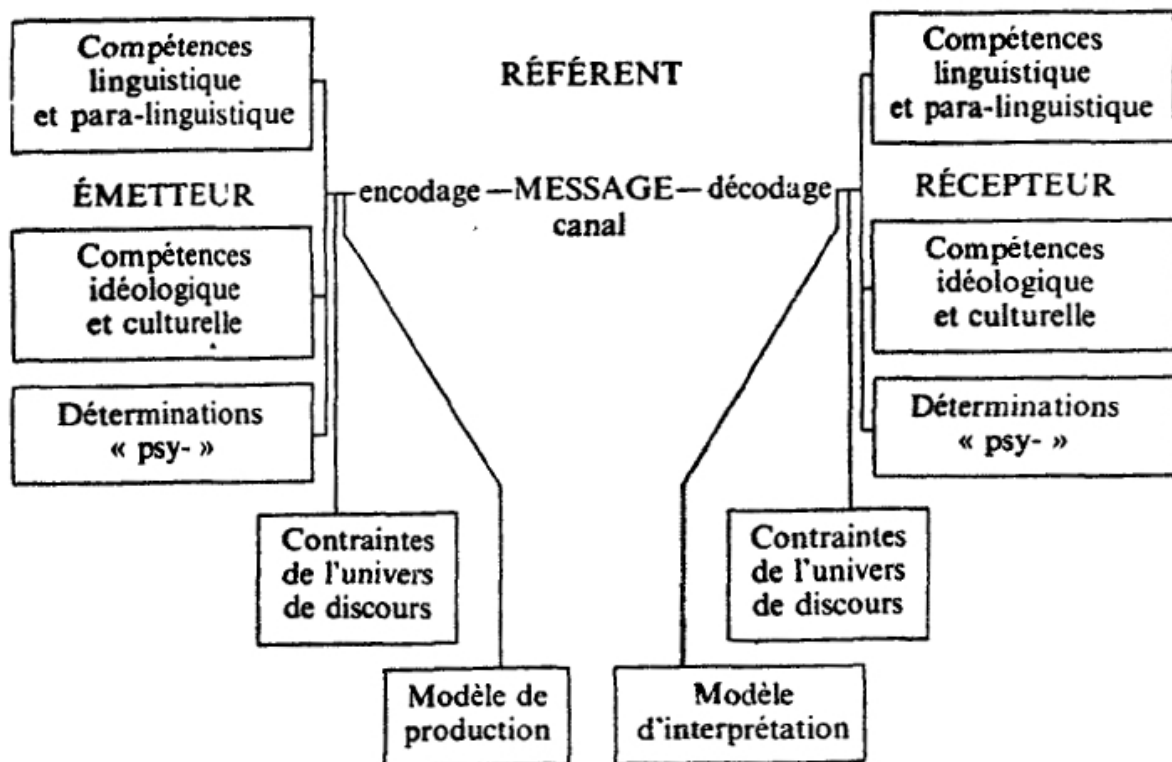 Compétences
linguistique
et para-linguistique
RÉFÉRENT
Compétences
linguistique
et para-linguistique
ÉMETTEUR
encodage — MESSAGE — décodage
canal
RÉCEPTEUR
Compétences
idéologique
et culturelle
Compétences
idéologique
et culturelle
Déterminations
« psy- »
Déterminations
« psy- »
Contraintes
de l'univers
de discours
Contraintes
de l'univers
de discours
Modèle de
production
Modèle
d'interprétation